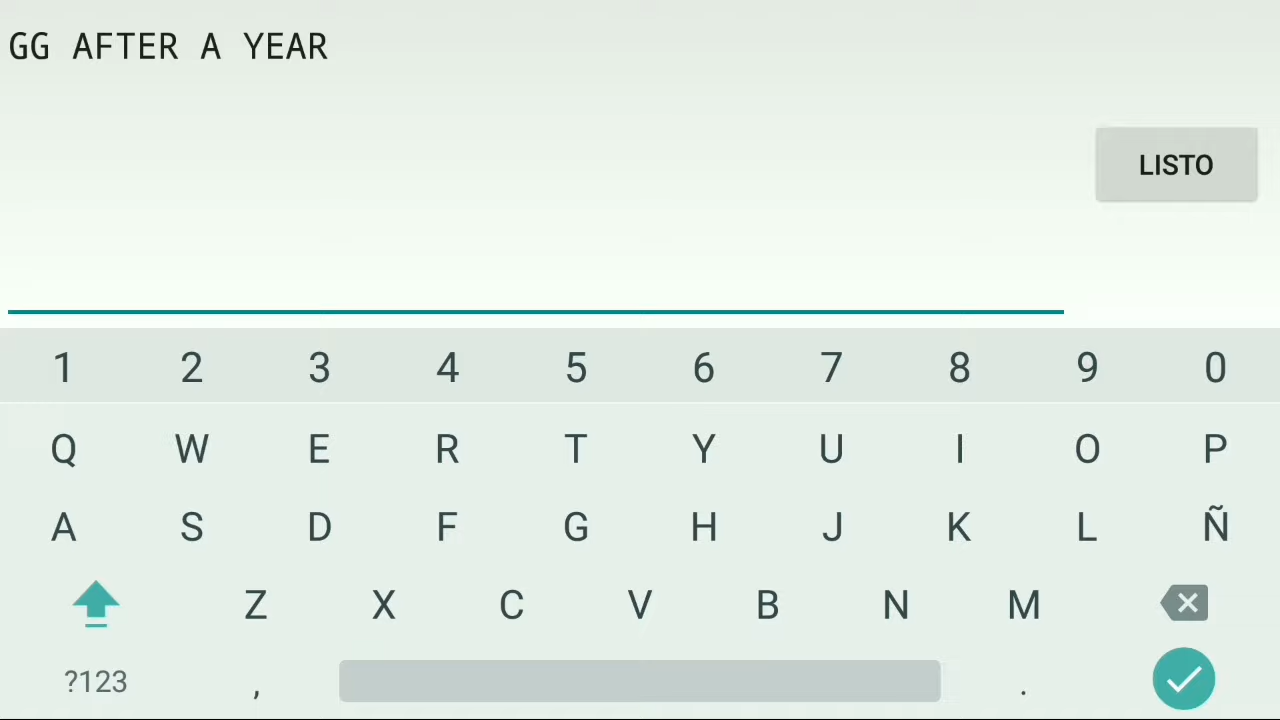 GG AFTER A YEAR
LISTO
1 2 3 4 5 6 7 8 9 0
Q W E R T Y U I O P
A S D F G H J K L Ñ
Z X C V B N M
?123 , .